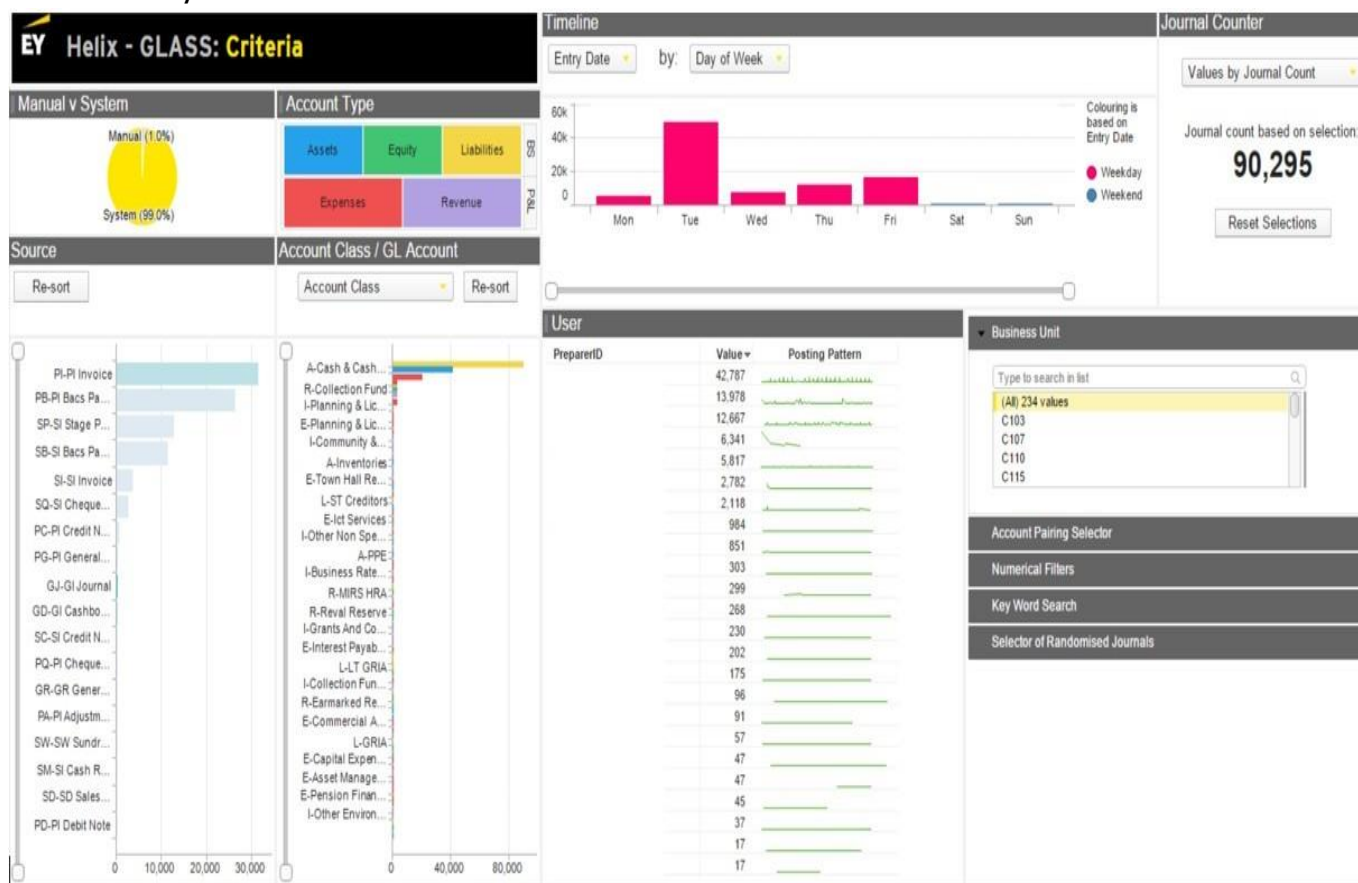 EY Helix - GLASS: Criteria
Manual v System
Manual (1.0%)
System (99.0%)
Account Type
Assets
Equity
Liabilities
BS
Expenses
Revenue
P&L
Timeline
Entry Date
by:
Day of Week
60k
40k
20k
0
Mon
Tue
Wed
Thu
Fri
Sat
Sun
Colouring is
based on
Entry Date
Weekday
Weekend
Journal Counter
Values by Journal Count
Journal count based on selection:
90,295
Reset Selections
Source
Re-sort
PI-PI Invoice
PB-PI Bacs Pa...
SP-SI Stage P...
SB-SI Bacs Pa...
SI-SI Invoice
SQ-SI Cheque...
PC-PI Credit N...
PG-PI General...
GJ-GI Journal
GD-GI Cashbo...
SC-SI Credit N...
PQ-PI Cheque...
GR-GR Gener...
PA-PI Adjustm...
SW-SW Sundr...
SM-SI Cash R...
SD-SD Sales...
PD-PI Debit Note
0
10,000
20,000
30,000
Account Class / GL Account
Account Class
Re-sort
A-Cash & Cash...
R-Collection Fund
I-Planning & Lic...
E-Planning & Lic...
I-Community &...
A-Inventories
E-Town Hall Re...
L-ST Creditors
E-Ict Services
I-Other Non Spe...
A-PPE
I-Business Rate...
R-MIRS HRA
R-Reval Reserve
I-Grants And Co...
E-Interest Payab...
L-LT GRIA
I-Collection Fun...
R-Earmarked Re...
E-Commercial A...
L-GRIA
E-Capital Expen...
E-Asset Manage...
E-Pension Finan...
I-Other Environ...
0
40,000
80,000
User
PreparerID
Value
Posting Pattern
42,787
13,978
12,667
6,341
5,817
2,782
2,118
984
851
303
299
268
230
202
175
96
91
57
47
47
45
37
17
17
Business Unit
Type to search in list
(All) 234 values
C103
C107
C110
C115
Account Pairing Selector
Numerical Filters
Key Word Search
Selector of Randomised Journals